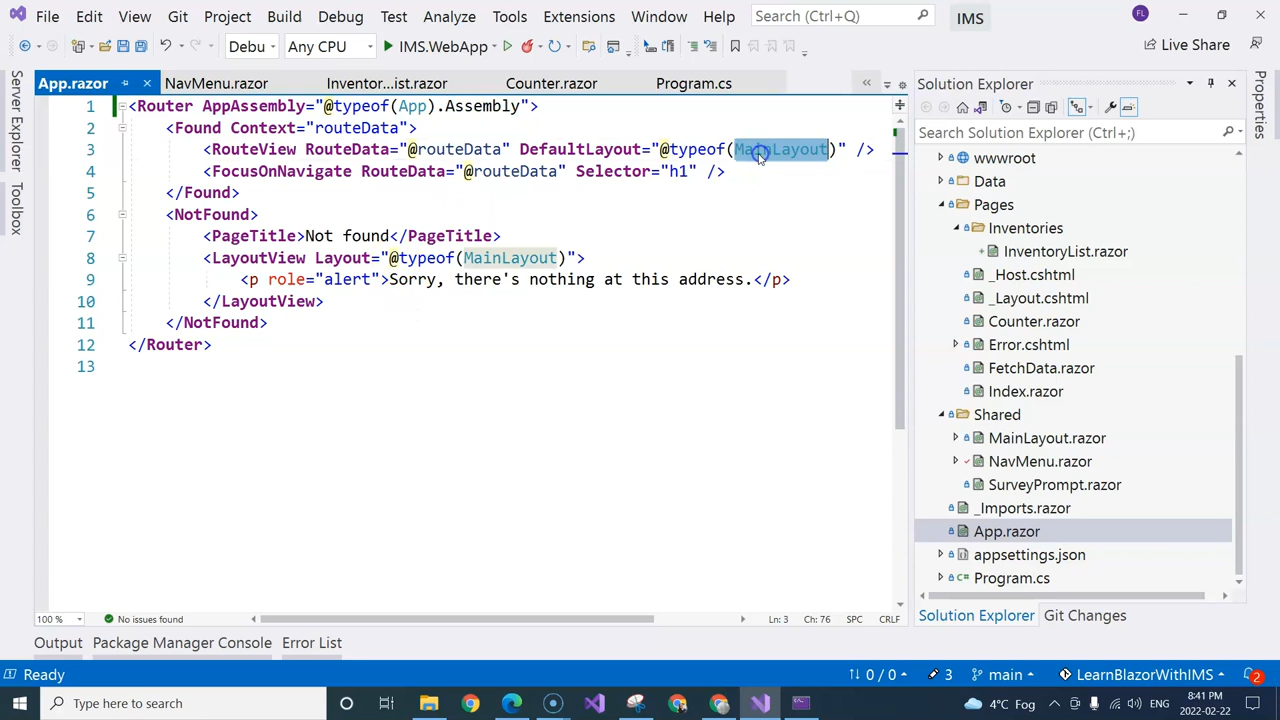 File Edit View Git Project Build Debug Test Analyze Tools Extensions Window Help Search (Ctrl+Q) IMS FL
Debu Any CPU IMS.WebApp Live Share
App.razor NavMenu.razor Inventor...ist.razor Counter.razor Program.cs
Server Explorer
Toolbox
1 <Router AppAssembly="@typeof(App).Assembly">
2 <Found Context="routeData">
3 <RouteView RouteData="@routeData" DefaultLayout="@typeof(MainLayout)" />
4 <FocusOnNavigate RouteData="@routeData" Selector="h1" />
5 </Found>
6 <NotFound>
7 <PageTitle>Not found</PageTitle>
8 <LayoutView Layout="@typeof(MainLayout)">
9 <p role="alert">Sorry, there's nothing at this address.</p>
10 </LayoutView>
11 </NotFound>
12 </Router>
13
100 % No issues found Ln: 3 Ch: 76 SPC CRLF
Solution Explorer
Search Solution Explorer (Ctrl+;)
wwwroot
Data
Pages
Inventories
InventoryList.razor
_Host.cshtml
_Layout.cshtml
Counter.razor
Error.cshtml
FetchData.razor
Index.razor
Shared
MainLayout.razor
NavMenu.razor
SurveyPrompt.razor
_Imports.razor
App.razor
appsettings.json
C# Program.cs
Solution Explorer Git Changes
Properties
Output Package Manager Console Error List
Ready 0 / 0 3 main LearnBlazorWithIMS 2
Type here to search 4°C Fog ENG 8:41 PM
2022-02-22